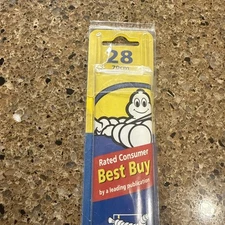 28
Rated Consumer
Best Buy
by a leading publication